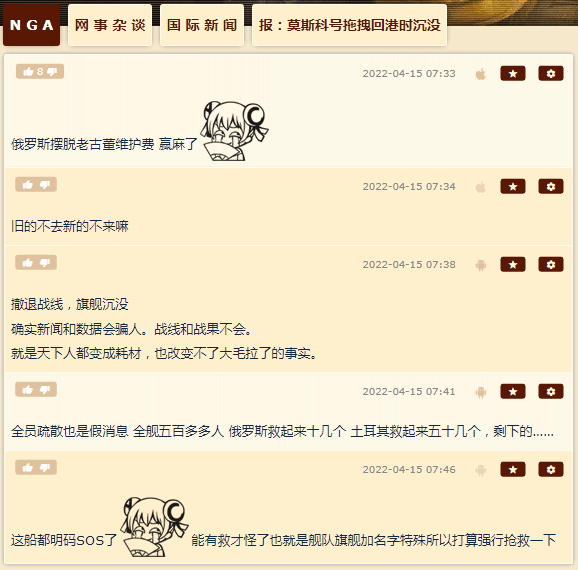 NGA
网事杂谈
国际新闻
报：莫斯科号拖拽回港时沉没
8
2022-04-15 07:33
俄罗斯摆脱老古董维护费 赢麻了
2022-04-15 07:34
旧的不去新的不来嘛
2022-04-15 07:38
撤退战线，旗舰沉没
确实新闻和数据会骗人。战线和战果不会。
就是天下人都变成耗材，也改变不了大毛拉了的事实。
2022-04-15 07:41
全员疏散也是假消息 全舰五百多多人 俄罗斯救起来十几个 土耳其救起来五十几个，剩下的......
2022-04-15 07:46
这船都明码SOS了 能有救才怪了也就是舰队旗舰加名字特殊所以打算强行抢救一下